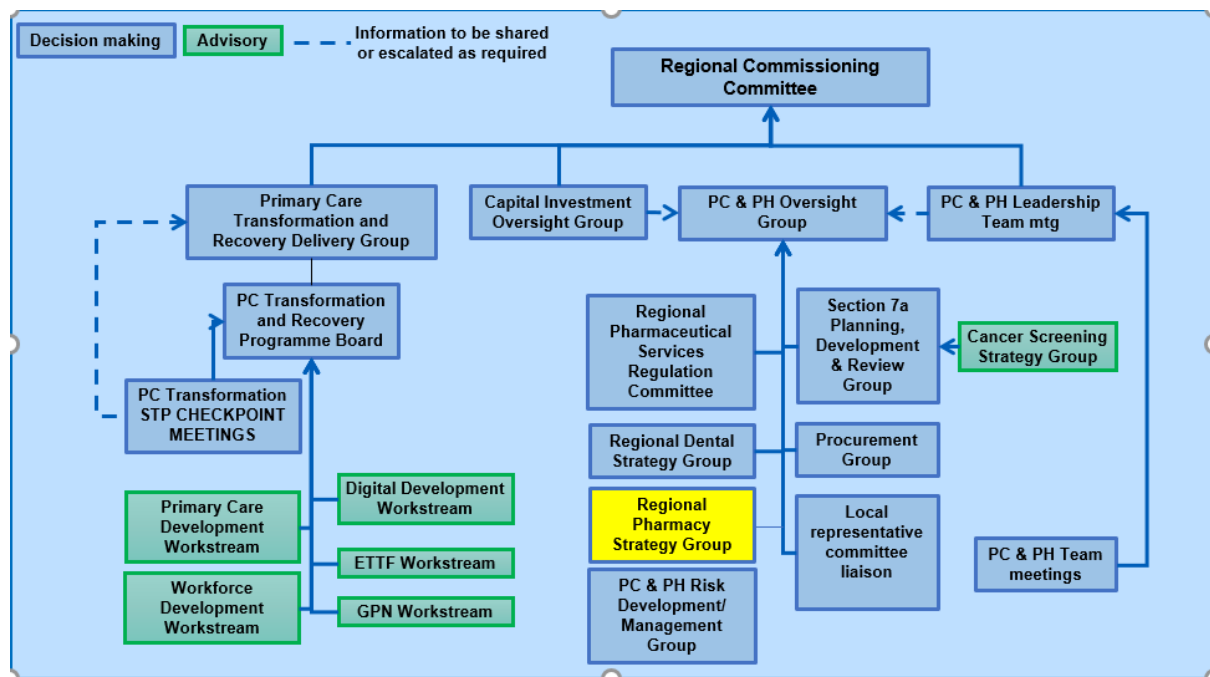 Decision making
Advisory
Information to be shared
or escalated as required
Regional Commissioning
Committee
Primary Care
Transformation and
Recovery Delivery Group
Capital Investment
Oversight Group
PC & PH Oversight
Group
PC & PH Leadership
Team mtg
PC Transformation
and Recovery
Programme Board
PC Transformation
STP CHECKPOINT
MEETINGS
Regional
Pharmaceutical
Services
Regulation
Committee
Section 7a
Planning,
Development
& Review
Group
Cancer Screening
Strategy Group
Regional Dental
Strategy Group
Procurement
Group
Primary Care
Development
Workstream
Digital Development
Workstream
Regional
Pharmacy
Strategy Group
Local
representative
committee
liaison
ETTF Workstream
PC & PH Team
meetings
Workforce
Development
Workstream
GPN Workstream
PC & PH Risk
Development/
Management
Group